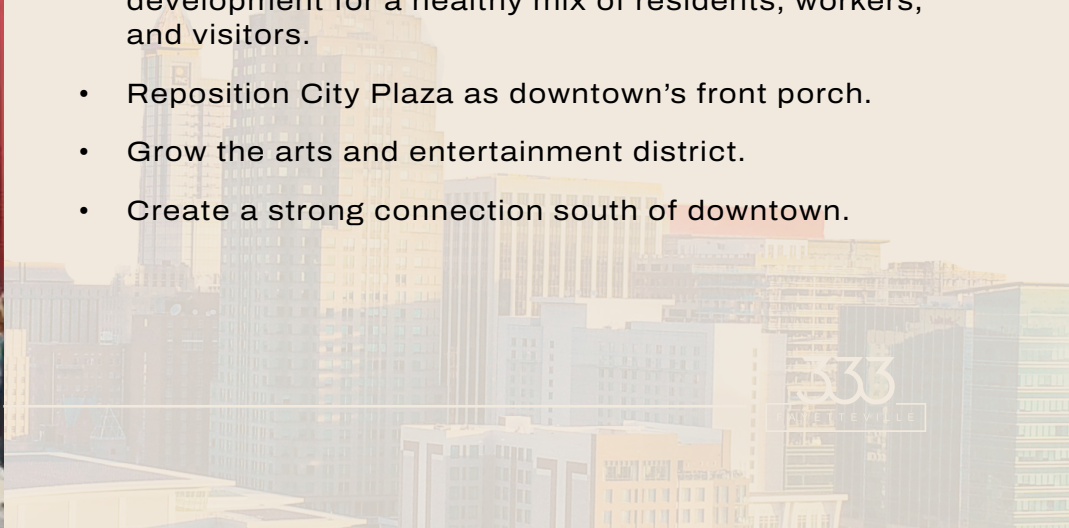 development for a healthy mix of residents, workers,
and visitors.
• Reposition City Plaza as downtown’s front porch.
• Grow the arts and entertainment district.
• Create a strong connection south of downtown.
333
FAYETTEVILLE